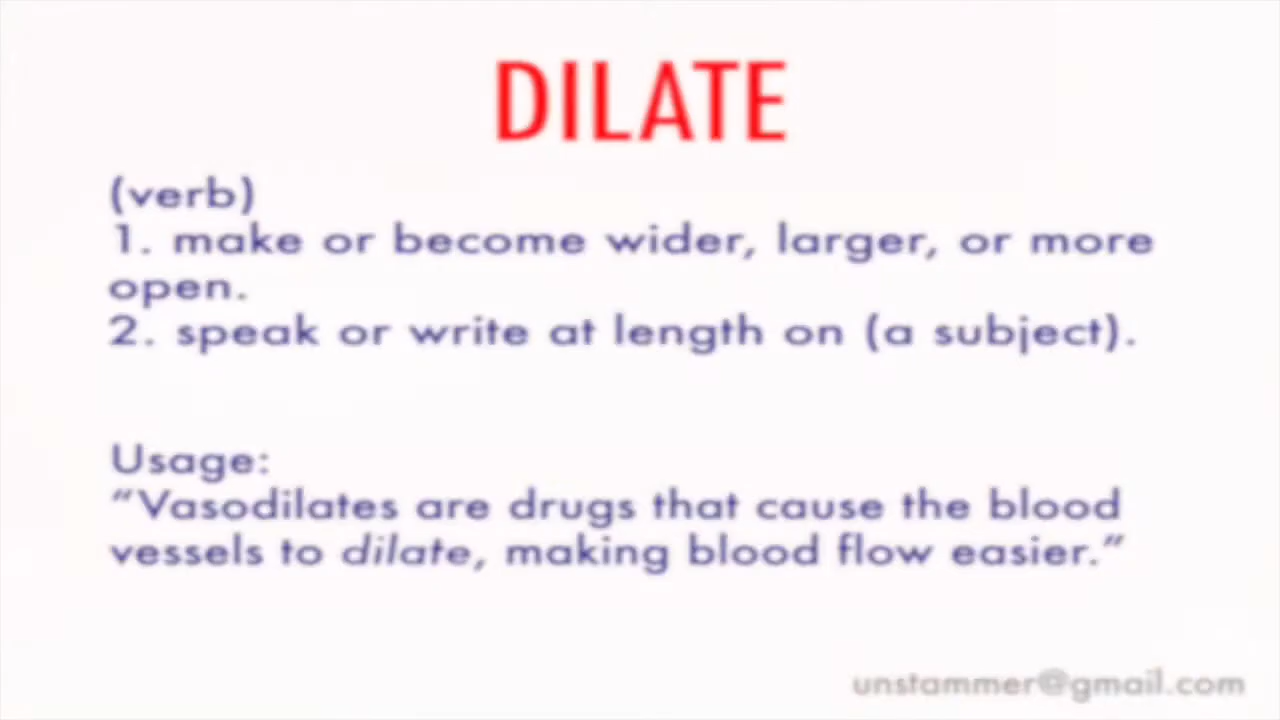 DILATE
(verb)
1. make or become wider, larger, or more
open.
2. speak or write at length on (a subject).
Usage:
“Vasodilates are drugs that cause the blood
vessels to dilate, making blood flow easier.”
unstammer@gmail.com